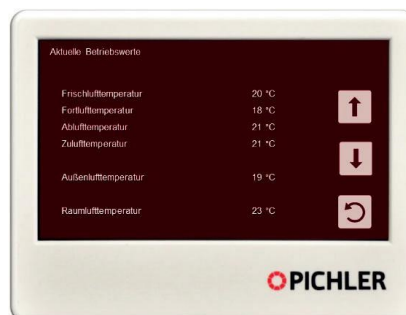 Aktuelle Betriebswerte
Frischlufttemperatur 20 °C
Fortlufttemperatur 18 °C
Ablufttemperatur 21 °C
Zulufttemperatur 21 °C
Außenlufttemperatur 19 °C
Raumlufttemperatur 23 °C
PICHLER